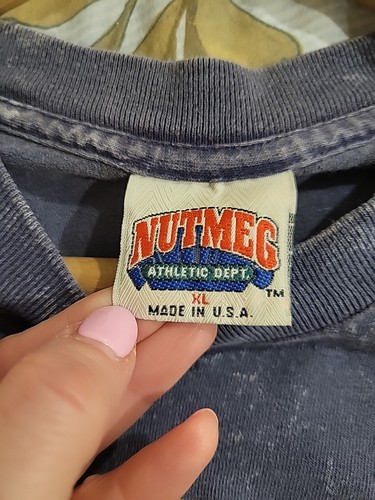 NUTMEG
ATHLETIC DEPT.
TM
XL
MADE IN U.S.A.